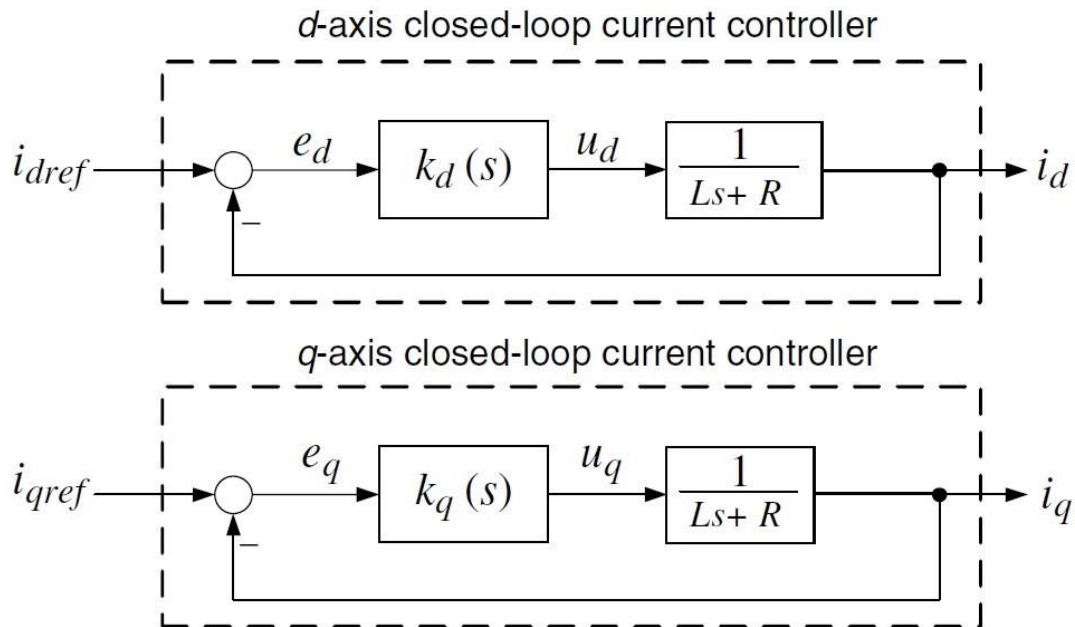 d-axis closed-loop current controller
i_dref
e_d
k_d (s)
u_d
1
Ls+ R
i_d
−
q-axis closed-loop current controller
i_qref
e_q
k_q (s)
u_q
1
Ls+ R
i_q
−